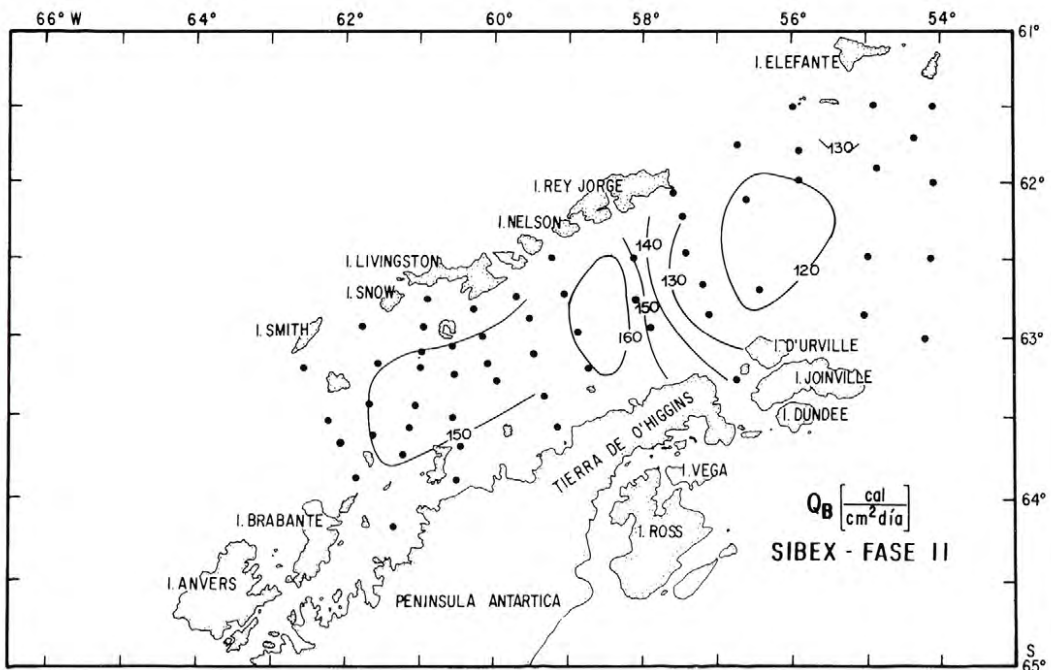 66° W 64° 62° 60° 58° 56° 54°
61°
I. ELEFANTE
130
62°
I. REY JORGE
I. NELSON
140
120
I. LIVINGSTON
130
I. SNOW
150
160
I. SMITH
63°
I. D'URVILLE
I. JOINVILLE
I. DUNDEE
150
TIERRA DE O'HIGGINS
I. VEGA
64°
I. BRABANTE
I. ROSS
QB [cal
cm² día]
SIBEX - FASE II
I. ANVERS
PENINSULA ANTARTICA
S
65°